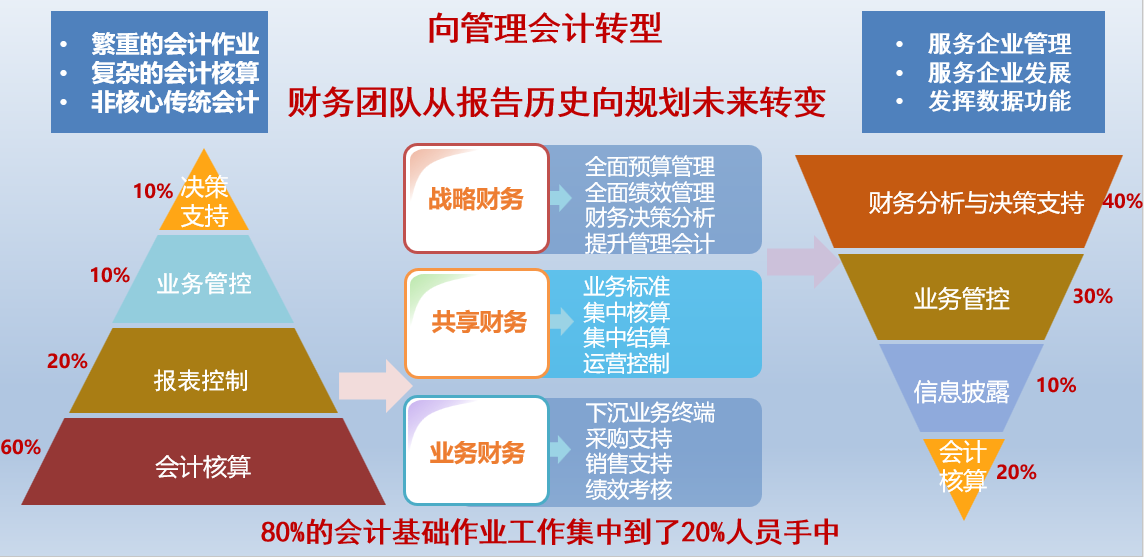 向管理会计转型
财务团队从报告历史向规划未来转变
• 繁重的会计作业
• 复杂的会计核算
• 非核心传统会计
• 服务企业管理
• 服务企业发展
• 发挥数据功能
10%
决策
支持
10%
业务管控
20%
报表控制
60%
会计核算
战略财务
全面预算管理
全面绩效管理
财务决策分析
提升管理会计
共享财务
业务标准
集中核算
集中结算
运营控制
业务财务
下沉业务终端
采购支持
销售支持
绩效考核
财务分析与决策支持
40%
业务管控
30%
信息披露
10%
会计
核算
20%
80%的会计基础作业工作集中到了20%人员手中